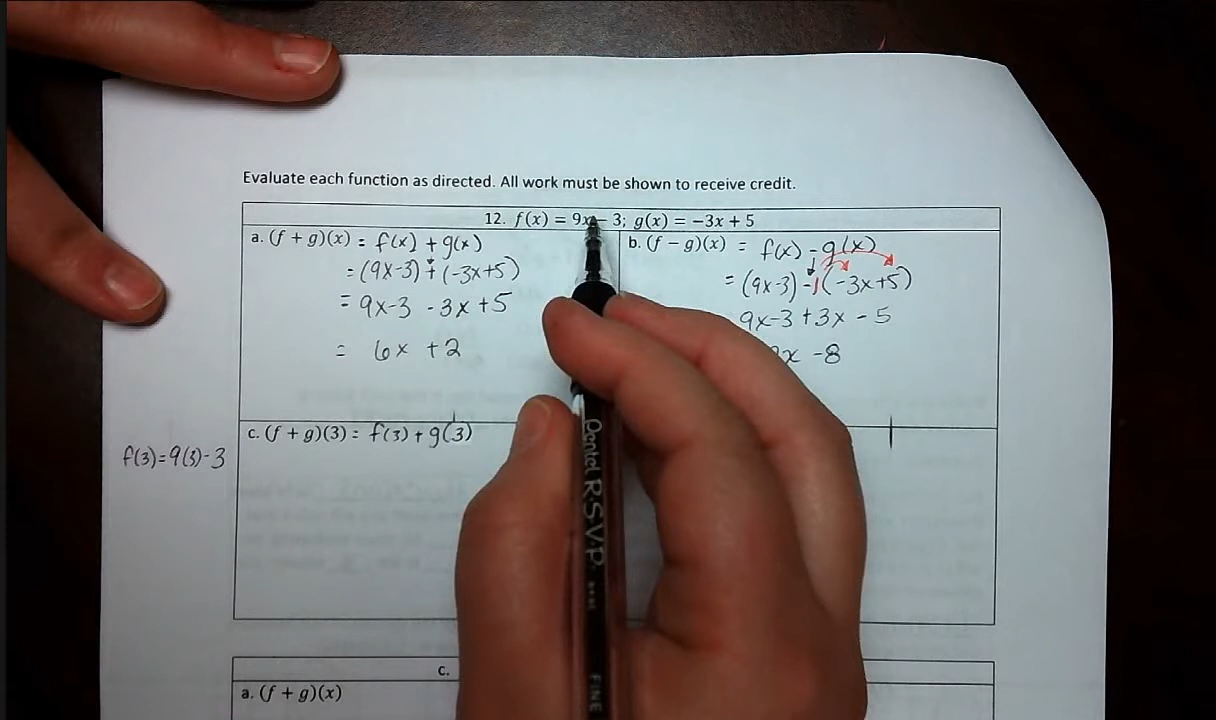 Evaluate each function as directed. All work must be shown to receive credit.
12. f(x) = 9x − 3; g(x) = −3x + 5
a. (f + g)(x) = f(x) + g(x)
= (9x-3) + (-3x+5)
= 9x-3 -3x+5
= 6x +2
b. (f − g)(x) = f(x) - g(x)
= (9x-3) -1(-3x+5)
9x-3+3x-5
x -8
c. (f + g)(3) = f(3) + g(3)
f(3)=9(3)-3
c.
a. (f + g)(x)
Pentel R.S.V.P.
FINE